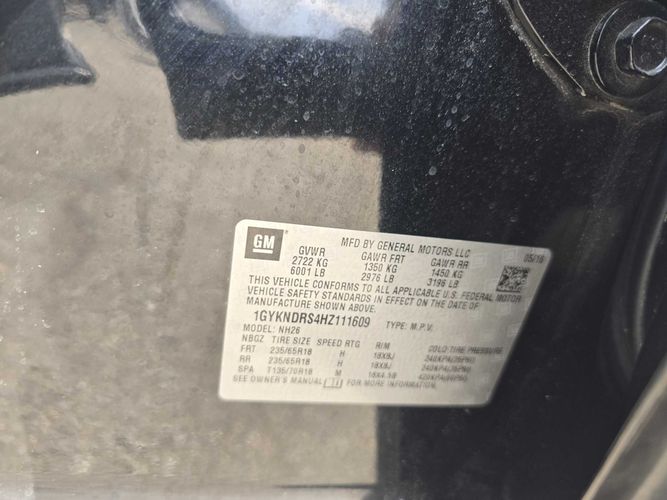 GM
MFD BY GENERAL MOTORS LLC 05/16
GVWR GAWR FRT GAWR RR
2722 KG 1350 KG 1450 KG
6001 LB 2976 LB 3196 LB
THIS VEHICLE CONFORMS TO ALL APPLICABLE U.S. FEDERAL MOTOR
VEHICLE SAFETY STANDARDS IN EFFECT ON THE DATE OF
MANUFACTURE SHOWN ABOVE.
1GYKNDRS4HZ111609 TYPE: M.P.V.
MODEL: NH26
NBGZ TIRE SIZE SPEED RTG RIM COLD TIRE PRESSURE
FRT 235/65R18 H 18X8J 240KPA(35PSI)
RR 235/65R18 H 18X8J 240KPA(35PSI)
SPA T135/70R18 M 18X4.5B 420KPA(60PSI)
SEE OWNER'S MANUAL FOR MORE INFORMATION.